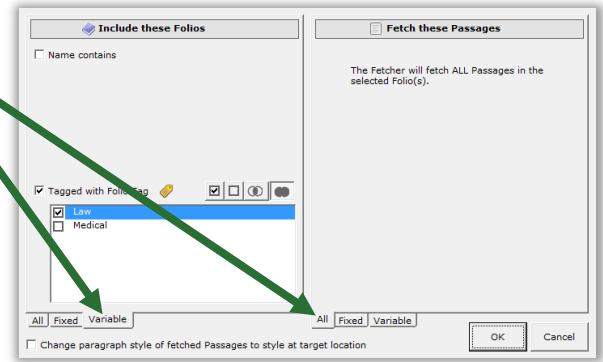 Include these Folios
Name contains
Tagged with Folio Tag
Law
Medical
All Fixed Variable
Fetch these Passages
The Fetcher will fetch ALL Passages in the
selected Folio(s).
All Fixed Variable
Change paragraph style of fetched Passages to style at target location
OK Cancel